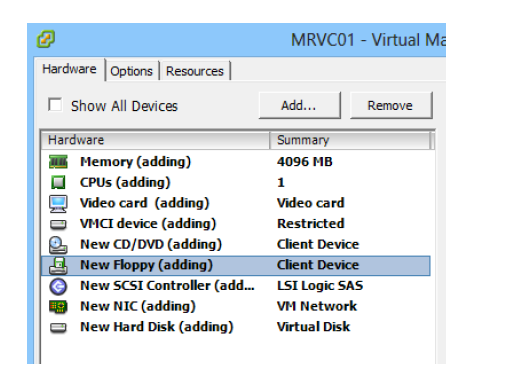 MRVC01 - Virtual Ma
Hardware Options Resources
Show All Devices Add... Remove
Hardware Summary
Memory (adding) 4096 MB
CPUs (adding) 1
Video card (adding) Video card
VMCI device (adding) Restricted
New CD/DVD (adding) Client Device
New Floppy (adding) Client Device
New SCSI Controller (add... LSI Logic SAS
New NIC (adding) VM Network
New Hard Disk (adding) Virtual Disk